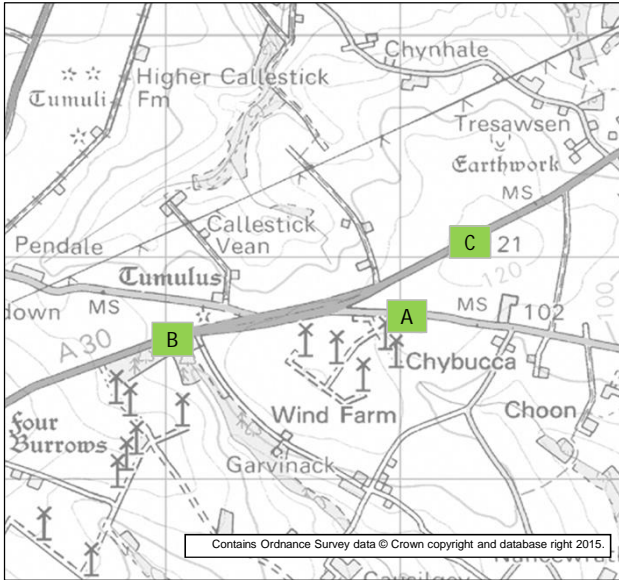 Chynhale
Higher Callestick
Fm
Tumuli
Tresawsen
Earthwork
MS
Callestick
Vean
C
21
120
Pendale
Tumulus
100
down
MS
A
MS
102
B
A 30
Chybucca
Wind Farm
Choon
Four
Burrows
Garvinack
Contains Ordnance Survey data © Crown copyright and database right 2015.